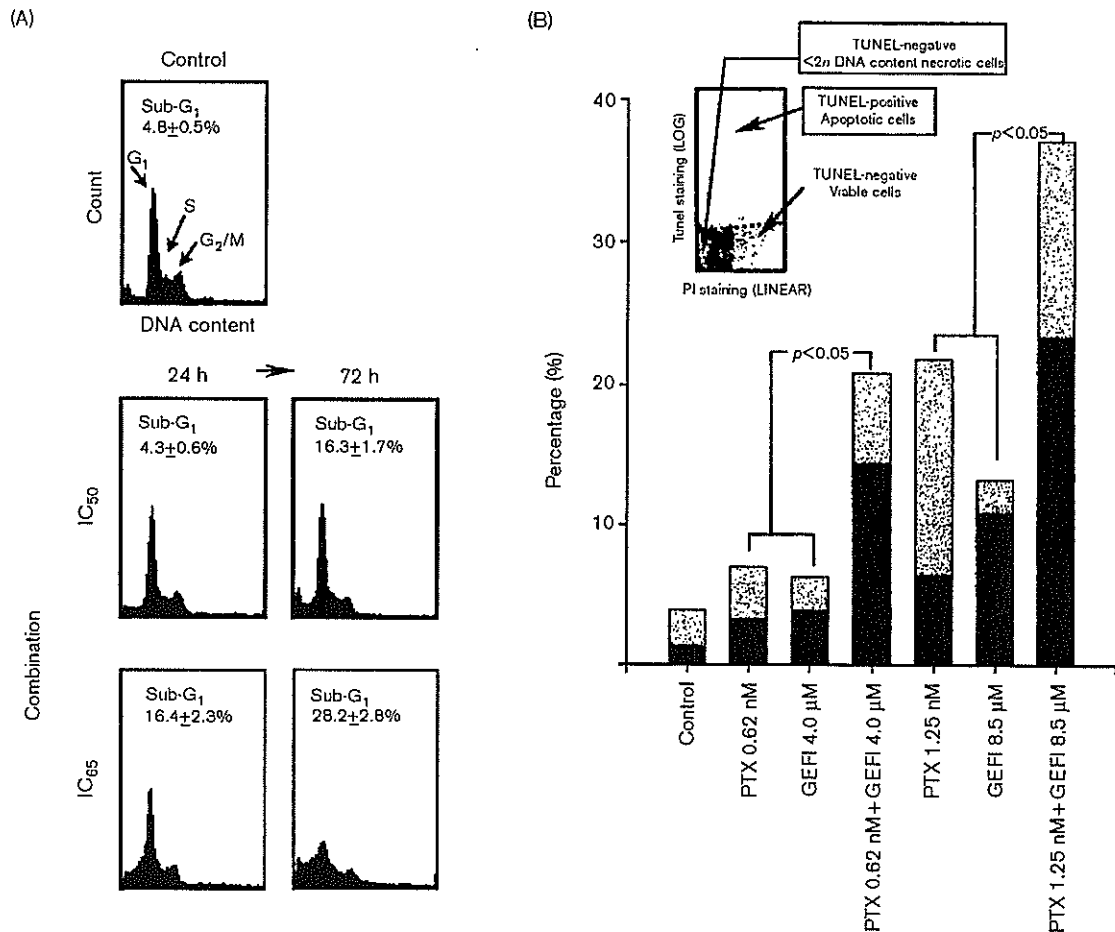 (A)
Control
Sub-G1
4.8±0.5%
G1
S
G2/M
Count
DNA content
24 h
72 h
Sub-G1
4.3±0.6%
Sub-G1
16.3±1.7%
IC50
Combination
Sub-G1
16.4±2.3%
Sub-G1
28.2±2.8%
IC65
(B)
TUNEL-negative
<2n DNA content necrotic cells
TUNEL-positive
Apoptotic cells
TUNEL-negative
Viable cells
Tunel staining (LOG)
PI staining (LINEAR)
p<0.05
p<0.05
Percentage (%)
40
30
20
10
Control
PTX 0.62 nM
GEFI 4.0 μM
PTX 0.62 nM+GEFI 4.0 μM
PTX 1.25 nM
GEFI 8.5 μM
PTX 1.25 nM+GEFI 8.5 μM